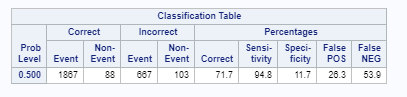 Classification Table
Correct Incorrect Percentages
Prob Level Event Non-Event Event Non-Event Correct Sensi-tivity Speci-ficity False POS False NEG
0.500 1867 88 667 103 71.7 94.8 11.7 26.3 53.9